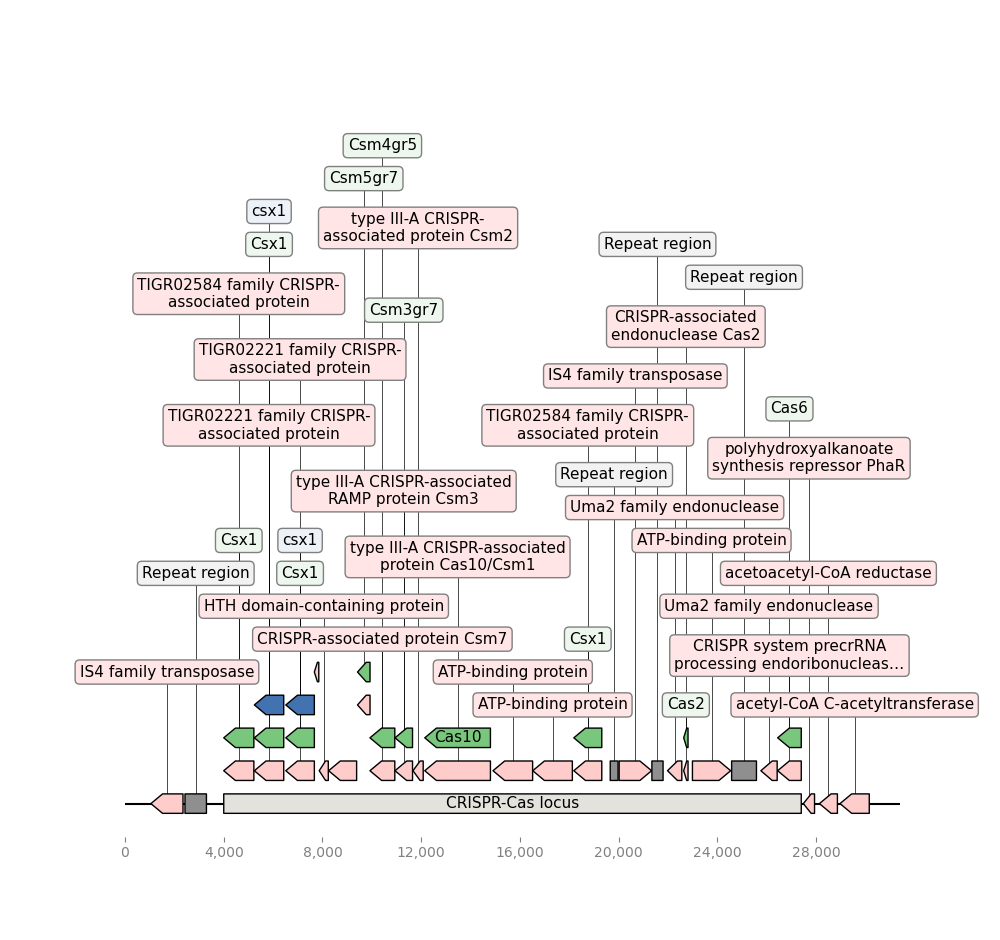 Csm4gr5
Csm5gr7
csx1
type III-A CRISPR-
associated protein Csm2
Csx1
Repeat region
Repeat region
TIGR02584 family CRISPR-
associated protein
Csm3gr7
CRISPR-associated
endonuclease Cas2
TIGR02221 family CRISPR-
associated protein
IS4 family transposase
Cas6
TIGR02221 family CRISPR-
associated protein
TIGR02584 family CRISPR-
associated protein
polyhydroxyalkanoate
synthesis repressor PhaR
Repeat region
type III-A CRISPR-associated
RAMP protein Csm3
Uma2 family endonuclease
Csx1
csx1
ATP-binding protein
type III-A CRISPR-associated
protein Cas10/Csm1
Repeat region
Csx1
acetoacetyl-CoA reductase
HTH domain-containing protein
Uma2 family endonuclease
CRISPR-associated protein Csm7
Csx1
CRISPR system precrRNA
processing endoribonucleas...
IS4 family transposase
ATP-binding protein
ATP-binding protein
Cas2
acetyl-CoA C-acetyltransferase
Cas10
CRISPR-Cas locus
0
4,000
8,000
12,000
16,000
20,000
24,000
28,000